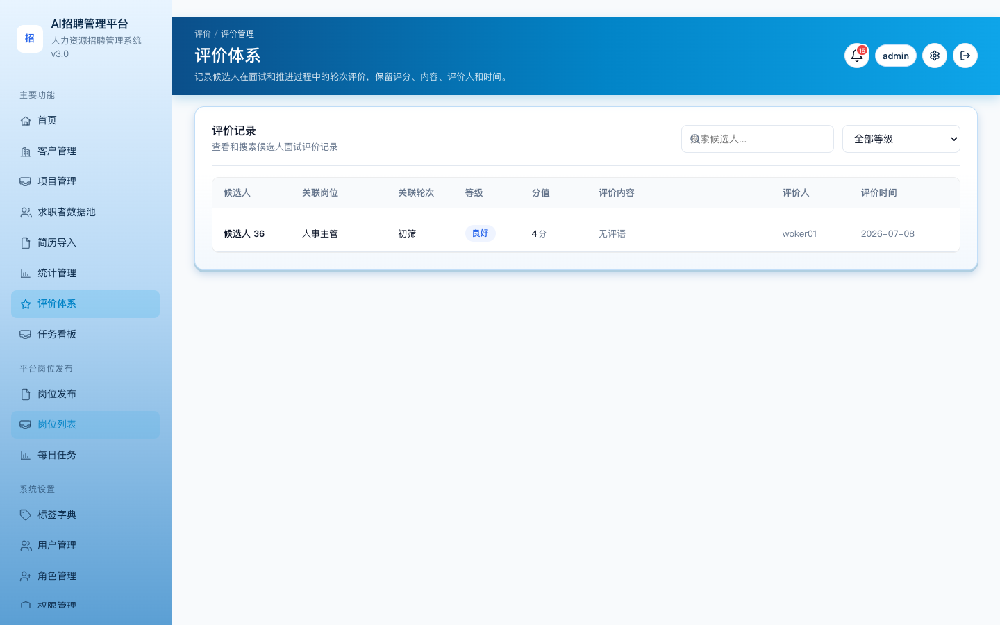 招
AI招聘管理平台
人力资源招聘管理系统
v3.0
主要功能
首页
客户管理
项目管理
求职者数据池
简历导入
统计管理
评价体系
任务看板
平台岗位发布
岗位发布
岗位列表
每日任务
系统设置
标签字典
用户管理
角色管理
权限管理
评价 / 评价管理
评价体系
记录候选人在面试和推进过程中的轮次评价，保留评分、内容、评价人和时间。
15
admin
评价记录
查看和搜索候选人面试评价记录
搜索候选人...
全部等级
候选人 关联岗位 关联轮次 等级 分值 评价内容 评价人 评价时间
候选人 36 人事主管 初筛 良好 4分 无评语 woker01 2026-07-08